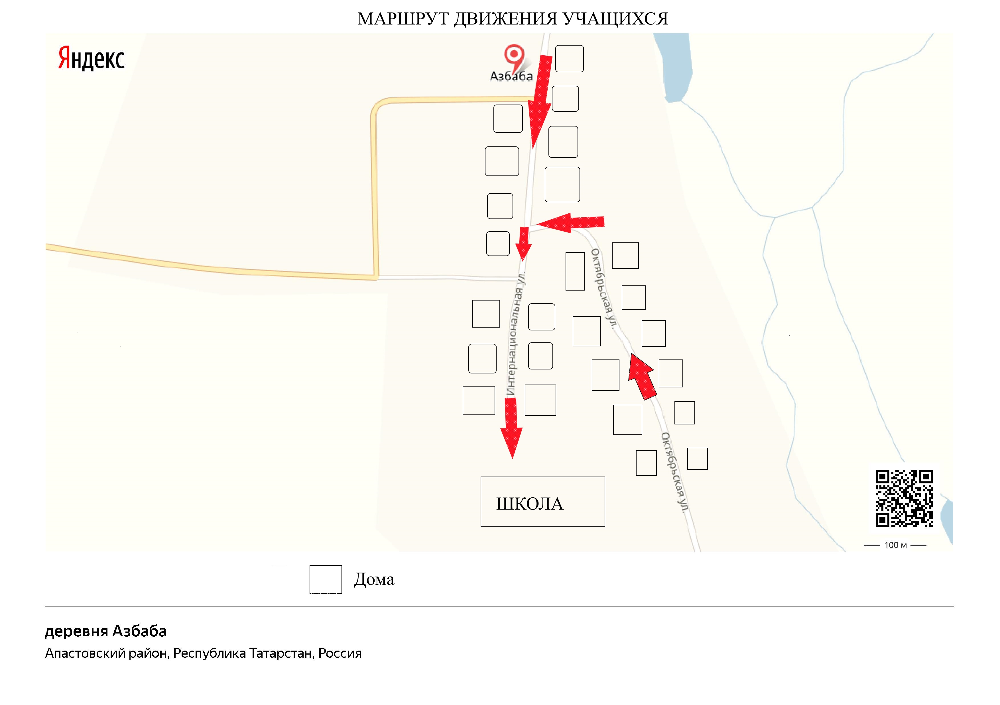 МАРШРУТ ДВИЖЕНИЯ УЧАЩИХСЯ
Яндекс
Азбаба
Октябрьская ул.
Интернациональная ул.
Октябрьская ул.
ШКОЛА
100 м
Дома
деревня Азбаба
Апастовский район, Республика Татарстан, Россия